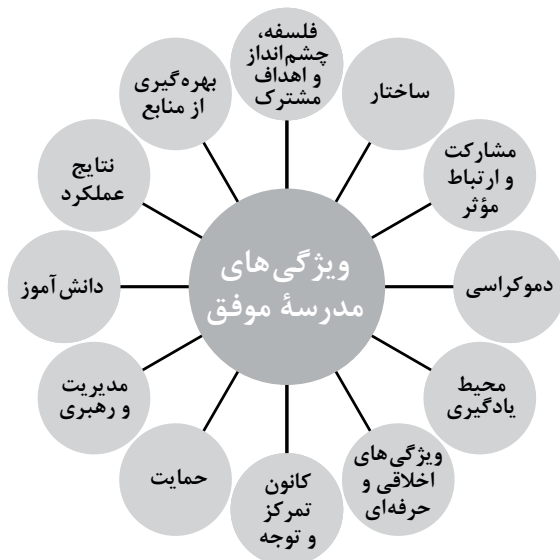 ویژگی‌های
مدرسهٔ موفق
فلسفه،
چشم‌انداز
و اهداف
مشترک
ساختار
مشارکت
و ارتباط
مؤثر
دموکراسی
محیط
یادگیری
ویژگی‌های
اخلاقی و
حرفه‌ای
کانون
تمرکز
و توجه
حمایت
مدیریت
و رهبری
دانش‌آموز
نتایج
عملکرد
بهره‌گیری
از منابع